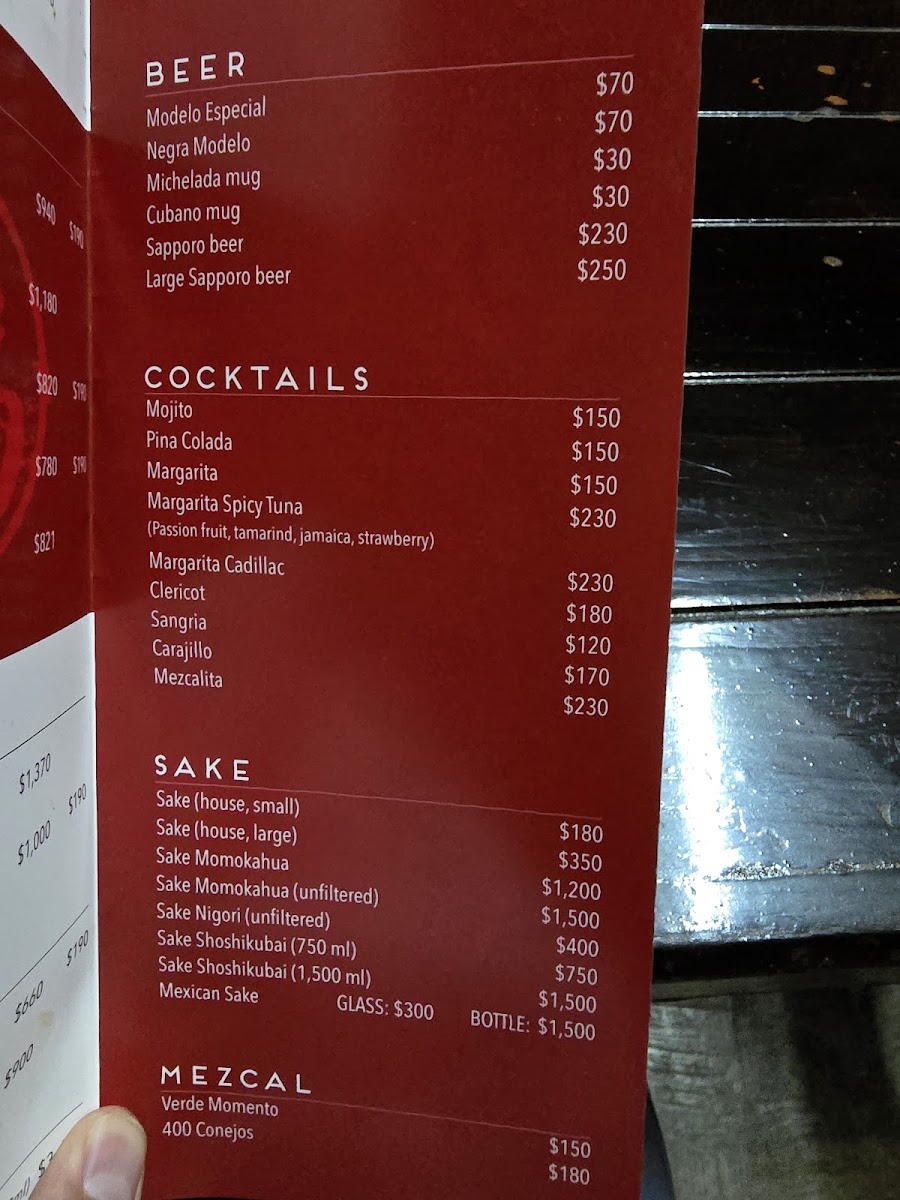 $940 $190
$1,180
$820 $190
$780 $190
$821
$1,370
$1,000 $190
$660 $190
$900
BEER
Modelo Especial $70
Negra Modelo $70
Michelada mug $30
Cubano mug $30
Sapporo beer $230
Large Sapporo beer $250
COCKTAILS
Mojito $150
Pina Colada $150
Margarita $150
Margarita Spicy Tuna $230
(Passion fruit, tamarind, jamaica, strawberry)
Margarita Cadillac $230
Clericot $180
Sangria $120
Carajillo $170
Mezcalita $230
SAKE
Sake (house, small) $180
Sake (house, large) $350
Sake Momokahua $1,200
Sake Momokahua (unfiltered) $1,500
Sake Nigori (unfiltered) $400
Sake Shoshikubai (750 ml) $750
Sake Shoshikubai (1,500 ml) $1,500
Mexican Sake GLASS: $300 BOTTLE: $1,500
MEZCAL
Verde Momento $150
400 Conejos $180